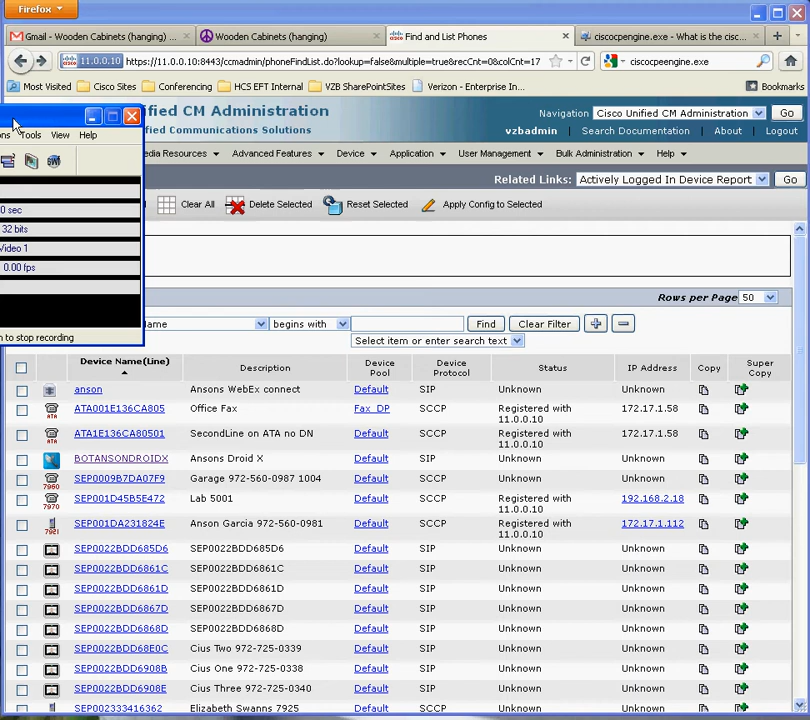 Firefox
Gmail - Wooden Cabinets (hanging) ...
Wooden Cabinets (hanging)
Find and List Phones
ciscocpengine.exe - What is the cisc...
11.0.0.10 https://11.0.0.10:8443/ccmadmin/phoneFindList.do?lookup=false&multiple=true&recCnt=0&colCnt=17
ciscocpeengine.exe
Most Visited Cisco Sites Conferencing HCS EFT Internal VZB SharePointSites Verizon - Etime Bookmarks
nified CM Administration
nified Communications Solutions
Navigation Cisco Unified CM Administration Go
vzbadmin Search Documentation About Logout
ons Tools View Help
edia Resources Advanced Features Device Application User Management Bulk Administration Help
Related Links: Actively Logged In Device Report Go
Clear All Delete Selected Reset Selected Apply Config to Selected
0 sec
32 bits
Video 1
0.00 fps
n to stop recording
Rows per Page 50
Name begins with Find Clear Filter
Select item or enter search text
Device Name(Line) Description Device Pool Device Protocol Status IP Address Copy Super Copy
anson Ansons WebEx connect Default SIP Unknown Unknown
ATA001E136CA805 Office Fax Fax_DP SCCP Registered with 11.0.0.10 172.17.1.58
ATA1E136CA80501 SecondLine on ATA no DN Default SCCP Registered with 11.0.0.10 172.17.1.58
BOTANSONDROIDX Ansons Droid X Default SIP Unknown Unknown
7960 SEP0009B7DA07F9 Garage 972-560-0987 1004 Default SCCP Unknown Unknown
7970 SEP001D45B5E472 Lab 5001 Default SCCP Registered with 11.0.0.10 192.168.2.18
7921 SEP001DA231824E Anson Garcia 972-560-0981 Default SCCP Registered with 11.0.0.10 172.17.1.112
SEP0022BDD685D6 SEP0022BDD685D6 Default SIP Unknown Unknown
SEP0022BDD6861C SEP0022BDD6861C Default SIP Unknown Unknown
SEP0022BDD6861D SEP0022BDD6861D Default SIP Unknown Unknown
SEP0022BDD6867D SEP0022BDD6867D Default SIP Unknown Unknown
SEP0022BDD6868D SEP0022BDD6868D Default SIP Unknown Unknown
SEP0022BDD68E0C Cius Two 972-725-0339 Default SIP Unknown Unknown
SEP0022BDD6908B Cius One 972-725-0338 Default SIP Unknown Unknown
SEP0022BDD6908E Cius Three 972-725-0340 Default SIP Unknown Unknown
SEP002333416362 Elizabeth Swanns 7925 Default SCCP Unknown Unknown